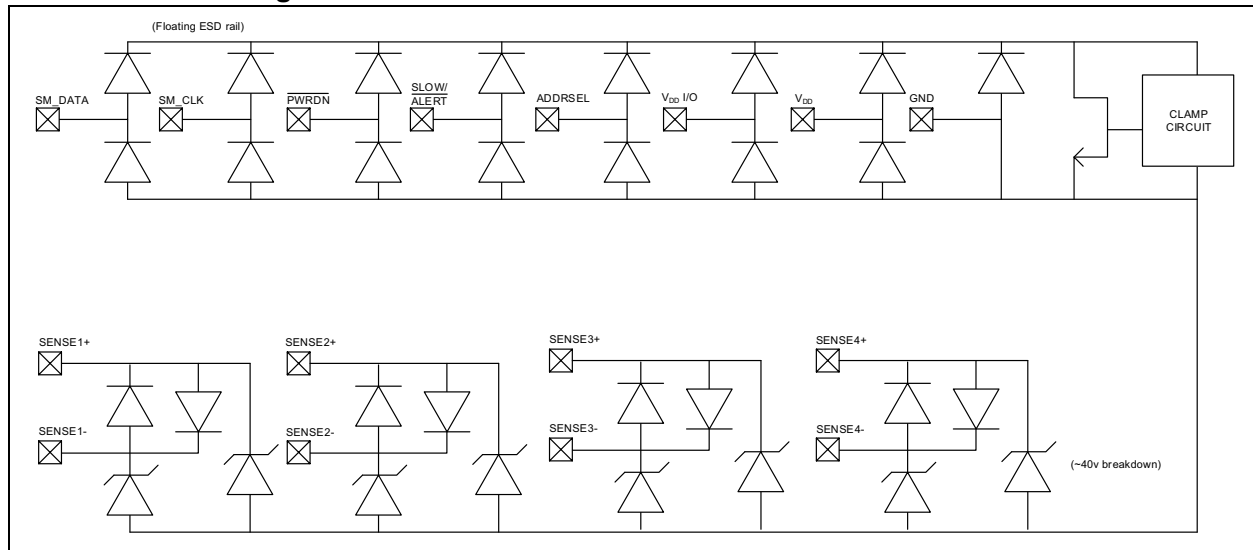 (Floating ESD rail)
SM_DATA
SM_CLK
PWRDN
SLOW/
ALERT
ADDRSEL
VDD I/O
VDD
GND
CLAMP
CIRCUIT
SENSE1+
SENSE2+
SENSE3+
SENSE4+
SENSE1-
SENSE2-
SENSE3-
SENSE4-
(~40v breakdown)